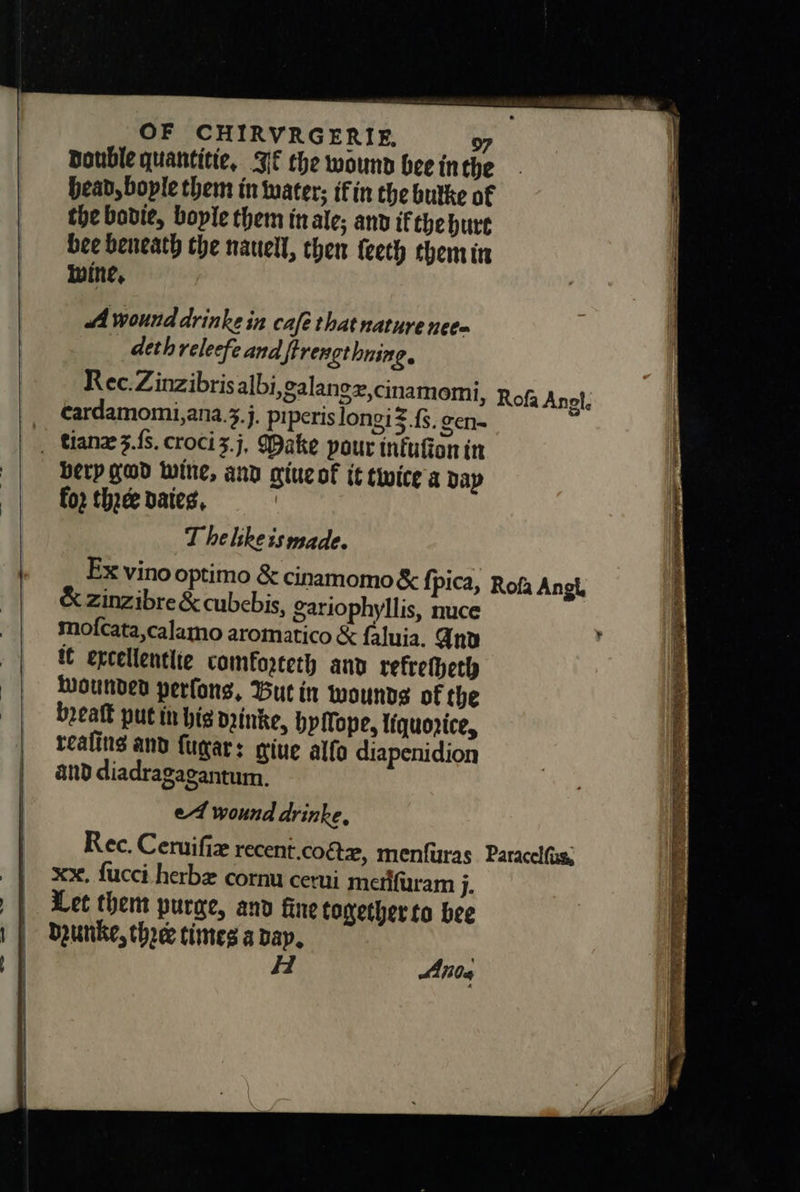 OF CHIRVRGERIE. 97
double quantitie. If the wound bee in the
head, boyle them in water; if in the bulke of
the bodie, boyle them in ale; and if the hurt
bee beneath the nauell, then ſeeth them in
wine.
A wound drinke in caſe that nature nee-
deth releefe and ſtrengthning.
Rec. Zinzibris albi, galangæ, cinamomi, Roſa Angl.
cardamomi, ana.ʒ.j. piperis longi ℥.ſs. gen-
tianæ ʒ.ſs. croci ʒ.j. Make your infuſion in
very good wine, and giue of it twice a day
for three daies.
The like is made.
Ex vino optimo & cinamomo & ſpica, Roſa Angl.
& zinzibre & cubebis, gariophyllis, nuce
moſcata, calamo aromatico & ſaluia. And
it excellentlie comforteth and refreſheth
wounded perſons. But in wounds of the
breaſt put in his drinke, hyſſope, liquorice,
reaſins and ſugar: giue alſo diapenidion
and diadragagantum.
A wound drinke.
Rec. Ceruiſiæ recent. coctæ, menſuras Paracelſus,
xx. ſucci herbæ cornu cerui menſuram j.
Let them purge, and fine together to bee
drunke, three times a day.
H Ano-